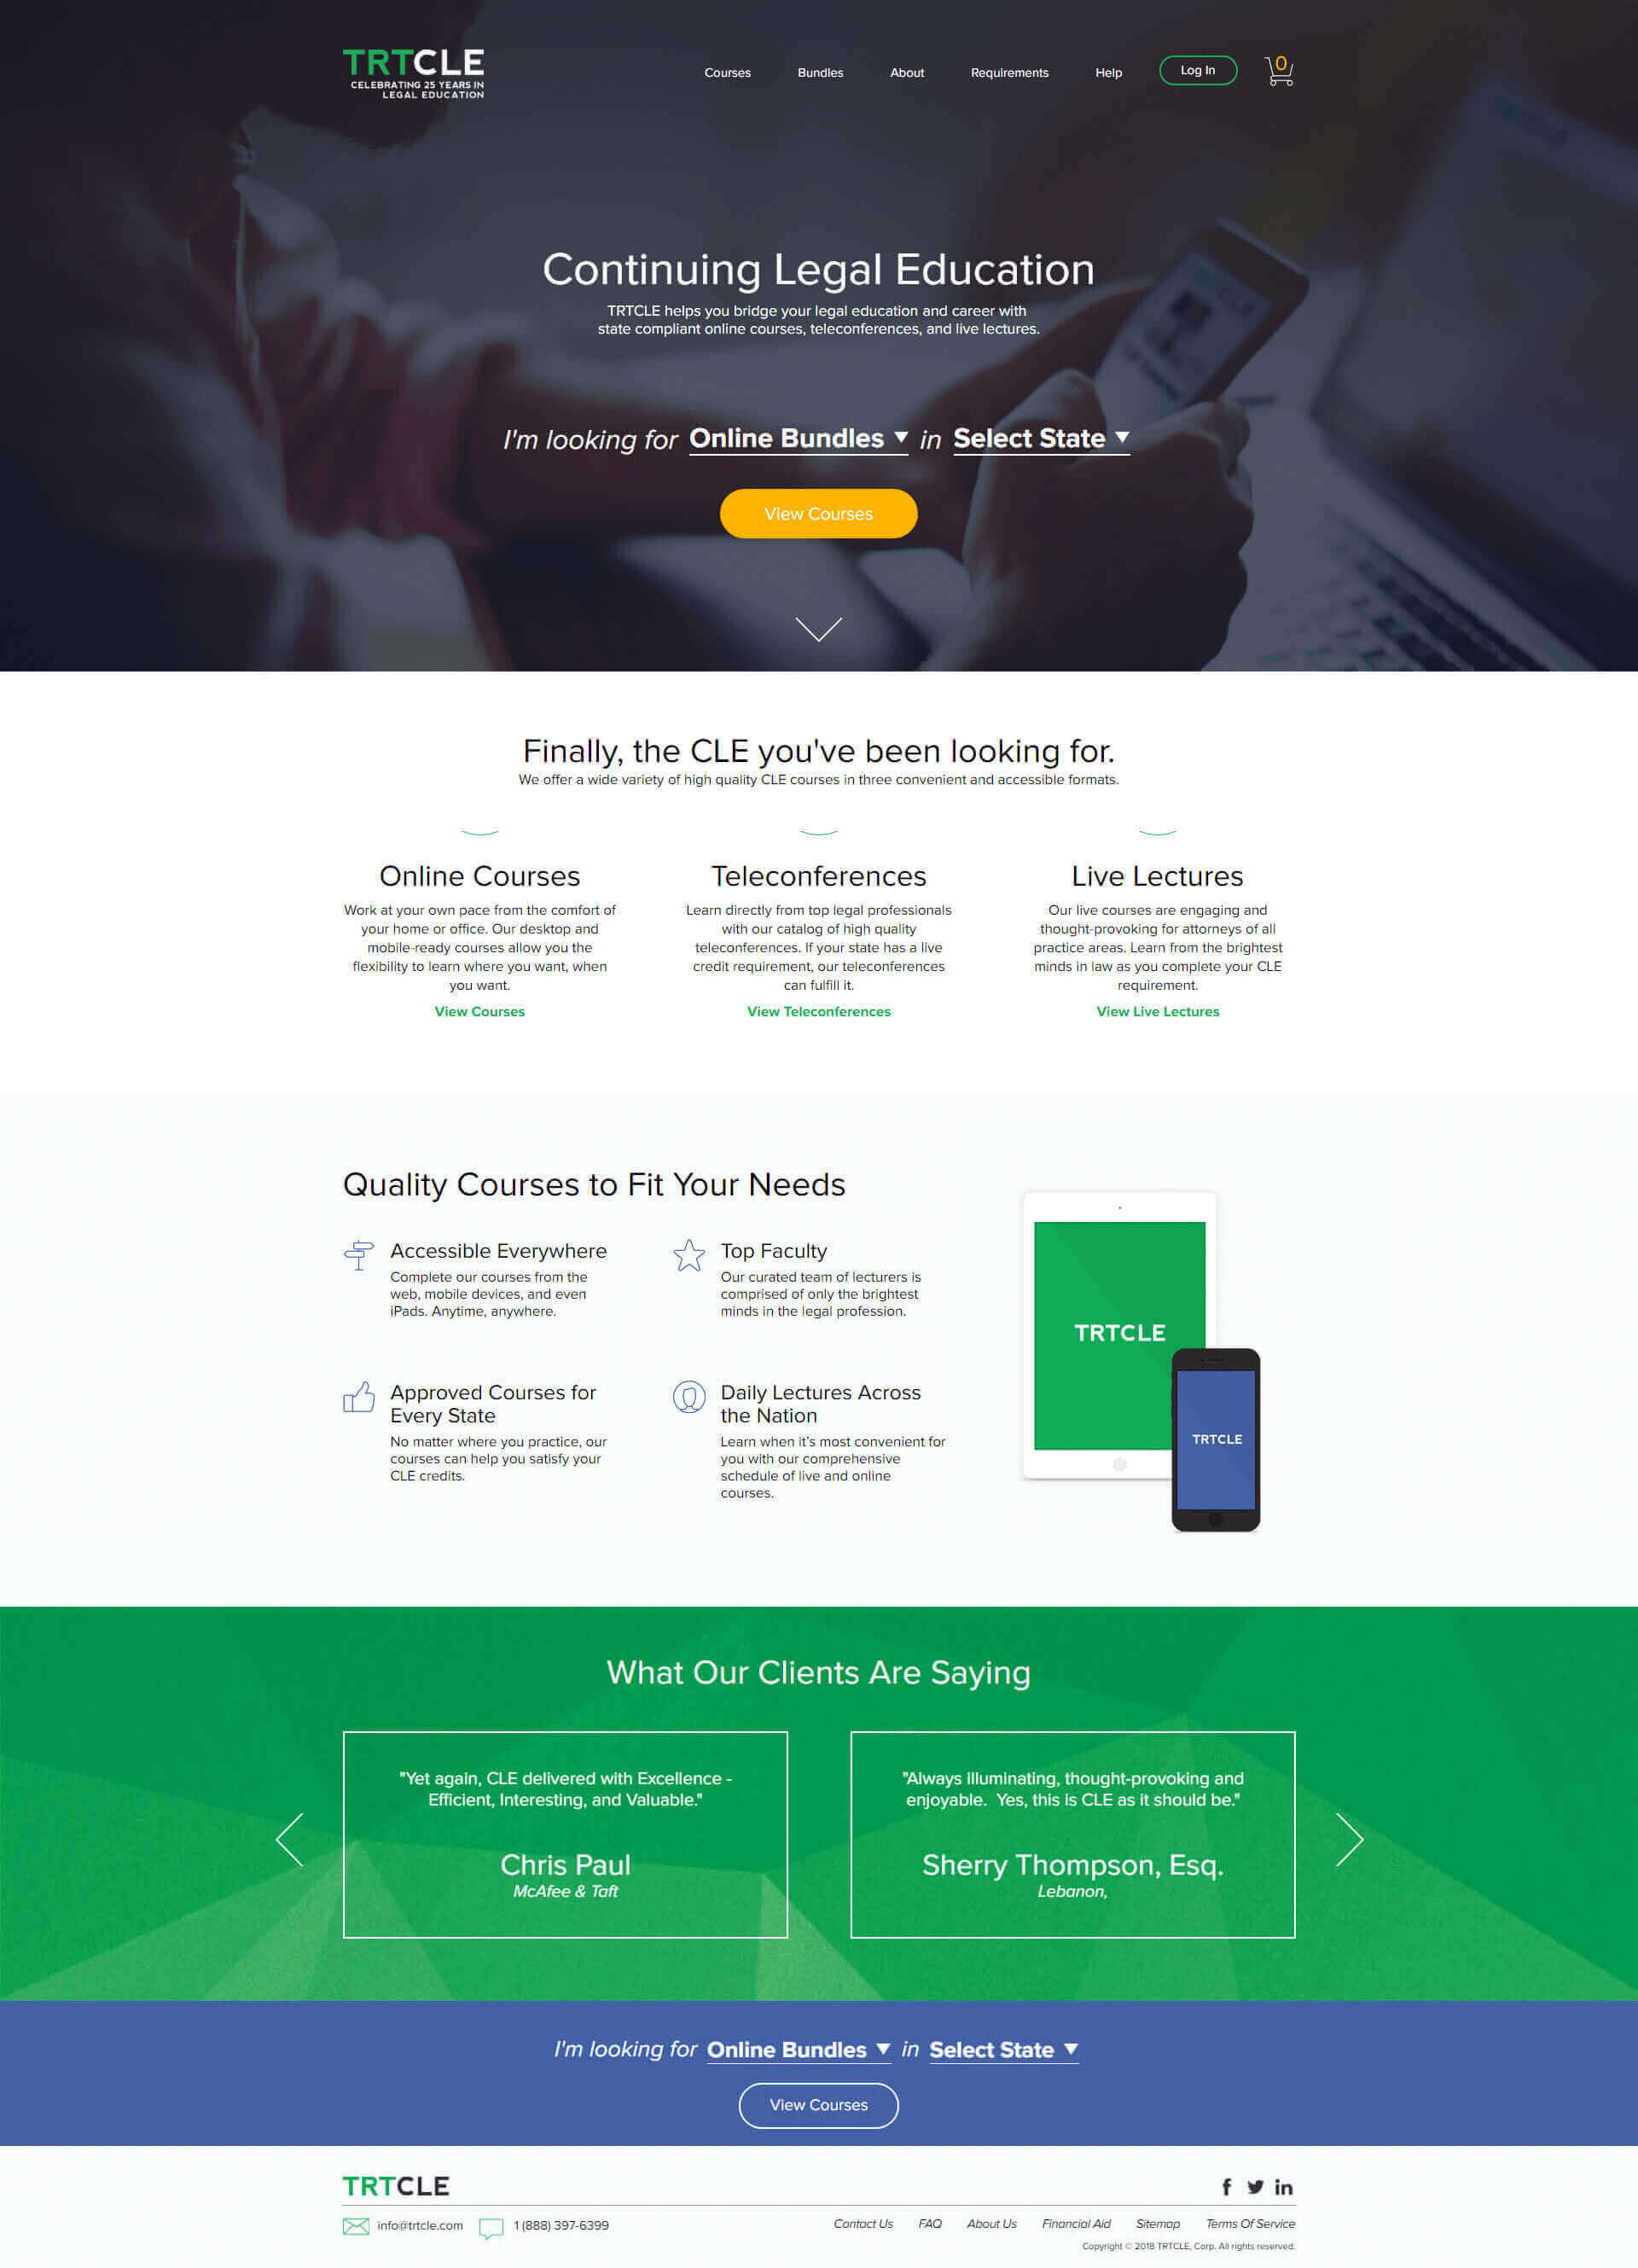 TRTCLE
CELEBRATING 25 YEARS IN
LEGAL EDUCATION
Courses Bundles About Requirements Help Log In 0
Continuing Legal Education
TRTCLE helps you bridge your legal education and career with
state compliant online courses, teleconferences, and live lectures.
I'm looking for Online Bundles ▼ in Select State ▼
View Courses
Finally, the CLE you've been looking for.
We offer a wide variety of high quality CLE courses in three convenient and accessible formats.
Online Courses
Work at your own pace from the comfort of
your home or office. Our desktop and
mobile-ready courses allow you the
flexibility to learn where you want, when
you want.
View Courses
Teleconferences
Learn directly from top legal professionals
with our catalog of high quality
teleconferences. If your state has a live
credit requirement, our teleconferences
can fulfill it.
View Teleconferences
Live Lectures
Our live courses are engaging and
thought-provoking for attorneys of all
practice areas. Learn from the brightest
minds in law as you complete your CLE
requirement.
View Live Lectures
Quality Courses to Fit Your Needs
Accessible Everywhere
Complete our courses from the
web, mobile devices, and even
iPads. Anytime, anywhere.
Top Faculty
Our curated team of lecturers is
comprised of only the brightest
minds in the legal profession.
Approved Courses for
Every State
No matter where you practice, our
courses can help you satisfy your
CLE credits.
Daily Lectures Across
the Nation
Learn when it's most convenient for
you with our comprehensive
schedule of live and online
courses.
TRTCLE
TRTCLE
What Our Clients Are Saying
"Yet again, CLE delivered with Excellence -
Efficient, Interesting, and Valuable."
Chris Paul
McAfee & Taft
"Always illuminating, thought-provoking and
enjoyable. Yes, this is CLE as it should be."
Sherry Thompson, Esq.
Lebanon,
I'm looking for Online Bundles ▼ in Select State ▼
View Courses
TRTCLE
info@trtcle.com 1 (888) 397-6399
Contact Us FAQ About Us Financial Aid Sitemap Terms Of Service
Copyright © 2018 TRTCLE, Corp. All rights reserved.